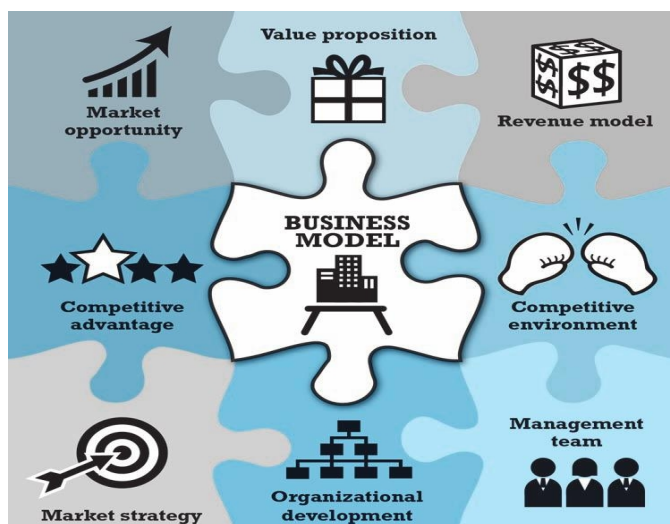 Value proposition
Market
opportunity
$ $ $ $ $$
Revenue model
BUSINESS
MODEL
Competitive
advantage
Competitive
environment
Market strategy
Organizational
development
Management
team